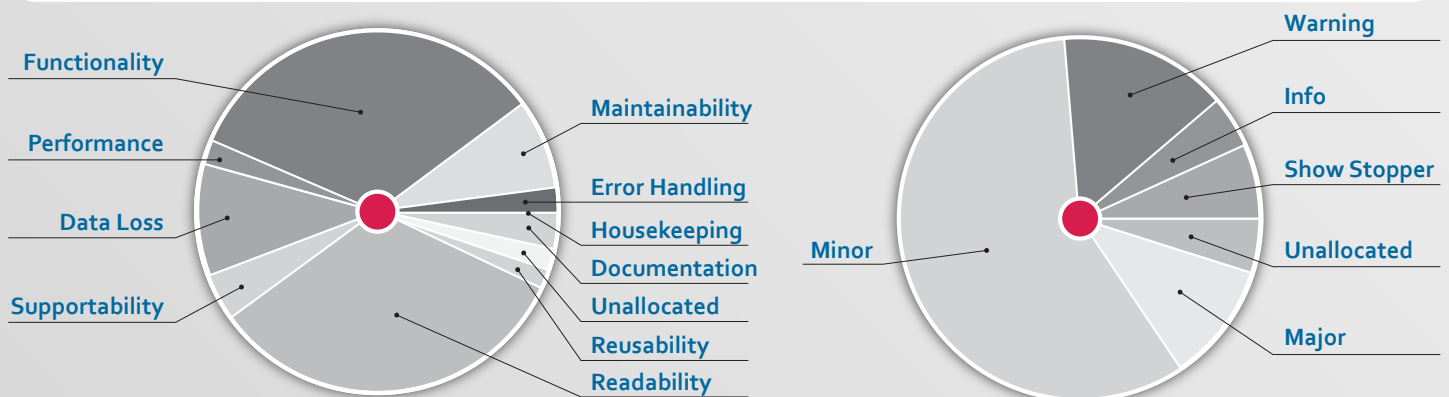 Functionality
Performance
Data Loss
Supportability
Maintainability
Error Handling
Housekeeping
Documentation
Unallocated
Reusability
Readability
Minor
Warning
Info
Show Stopper
Unallocated
Major